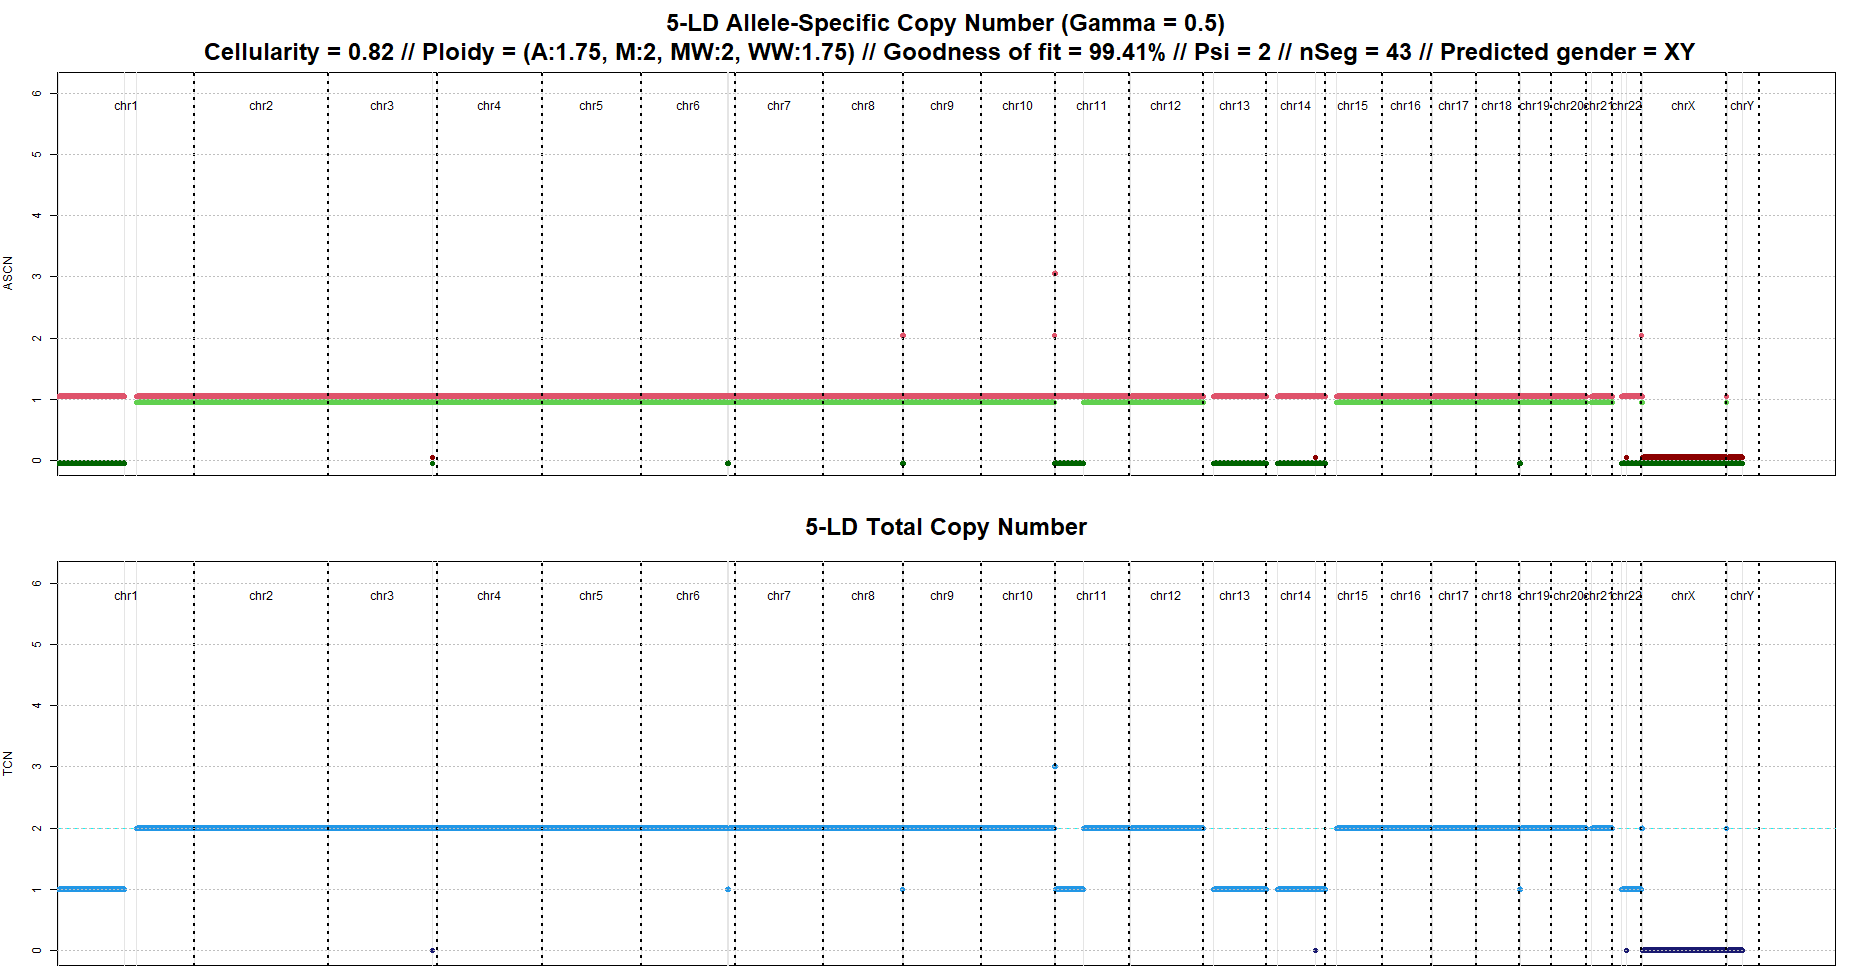 5-LD Allele-Specific Copy Number (Gamma = 0.5)
Cellularity = 0.82 // Ploidy = (A:1.75, M:2, MW:2, WW:1.75) // Goodness of fit = 99.41% // Psi = 2 // nSeg = 43 // Predicted gender = XY
chr1 chr2 chr3 chr4 chr5 chr6 chr7 chr8 chr9 chr10 chr11 chr12 chr13 chr14 chr15 chr16 chr17 chr18 chr19 chr20 chr21 chr22 chrX chrY
6
5
4
3
2
1
0
ASCN
5-LD Total Copy Number
chr1 chr2 chr3 chr4 chr5 chr6 chr7 chr8 chr9 chr10 chr11 chr12 chr13 chr14 chr15 chr16 chr17 chr18 chr19 chr20 chr21 chr22 chrX chrY
6
5
4
3
2
1
0
TCN